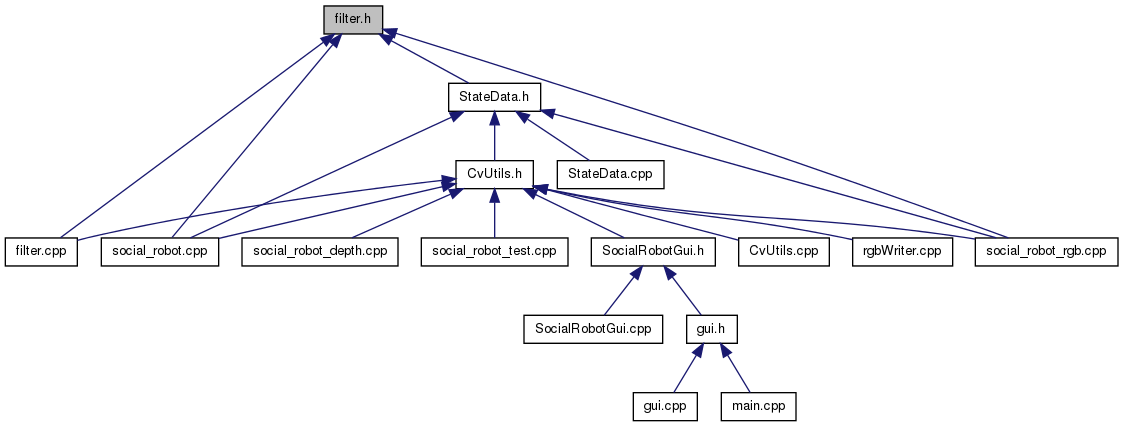 filter.h
StateData.h
CvUtils.h
StateData.cpp
filter.cpp
social_robot.cpp
social_robot_depth.cpp
social_robot_test.cpp
SocialRobotGui.h
CvUtils.cpp
rgbWriter.cpp
social_robot_rgb.cpp
SocialRobotGui.cpp
gui.h
gui.cpp
main.cpp